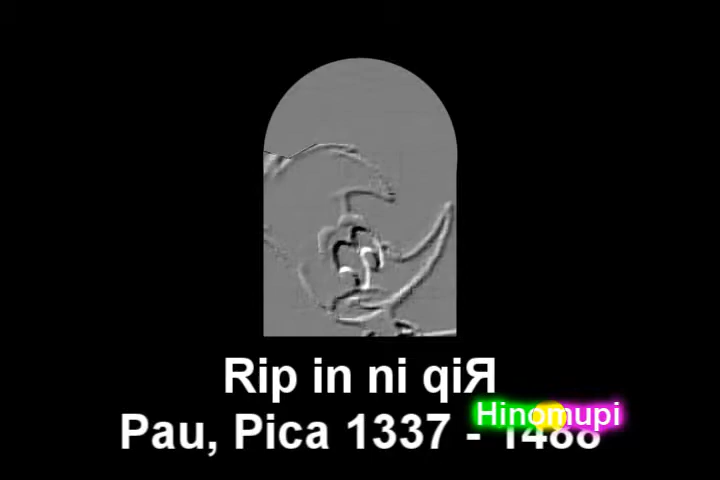 Rip in ni qiЯ
Pau, Pica 1337 - 1488
Hinomupi